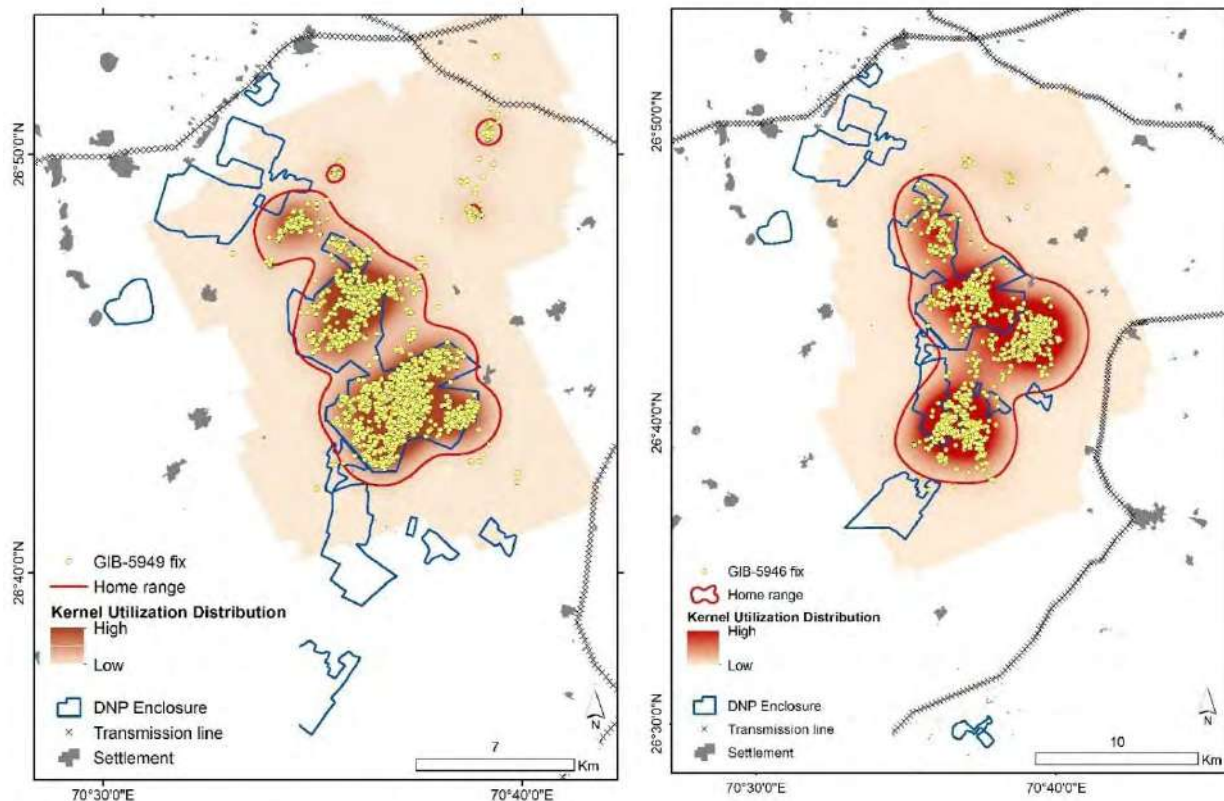 26°50'0"N
26°40'0"N
GIB-5949 fix
Home range
Kernel Utilization Distribution
High
Low
DNP Enclosure
Transmission line
Settlement
N
7
Km
70°30'0"E
70°40'0"E
26°50'0"N
26°40'0"N
26°30'0"N
GIB-5946 fix
Home range
Kernel Utilization Distribution
High
Low
DNP Enclosure
Transmission line
Settlement
N
10
Km
70°30'0"E
70°40'0"E